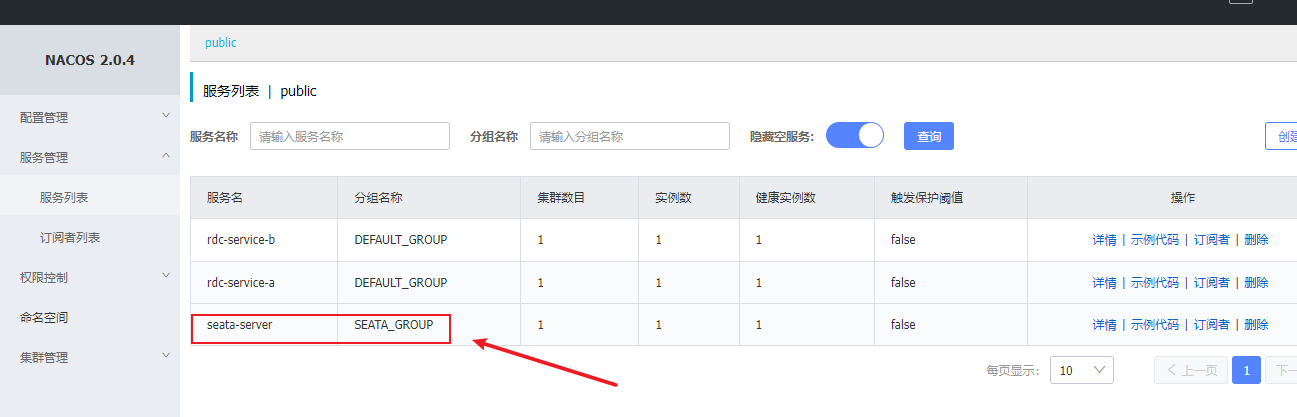 NACOS 2.0.4
配置管理
服务管理
服务列表
订阅者列表
权限控制
命名空间
集群管理
public
服务列表 | public
服务名称 请输入服务名称 分组名称 请输入分组名称 隐藏空服务: 查询 创建
服务名 分组名称 集群数目 实例数 健康实例数 触发保护阈值 操作
rdc-service-b DEFAULT_GROUP 1 1 1 false 详情 | 示例代码 | 订阅者 | 删除
rdc-service-a DEFAULT_GROUP 1 1 1 false 详情 | 示例代码 | 订阅者 | 删除
seata-server SEATA_GROUP 1 1 1 false 详情 | 示例代码 | 订阅者 | 删除
每页显示: 10 < 上一页 1 下一